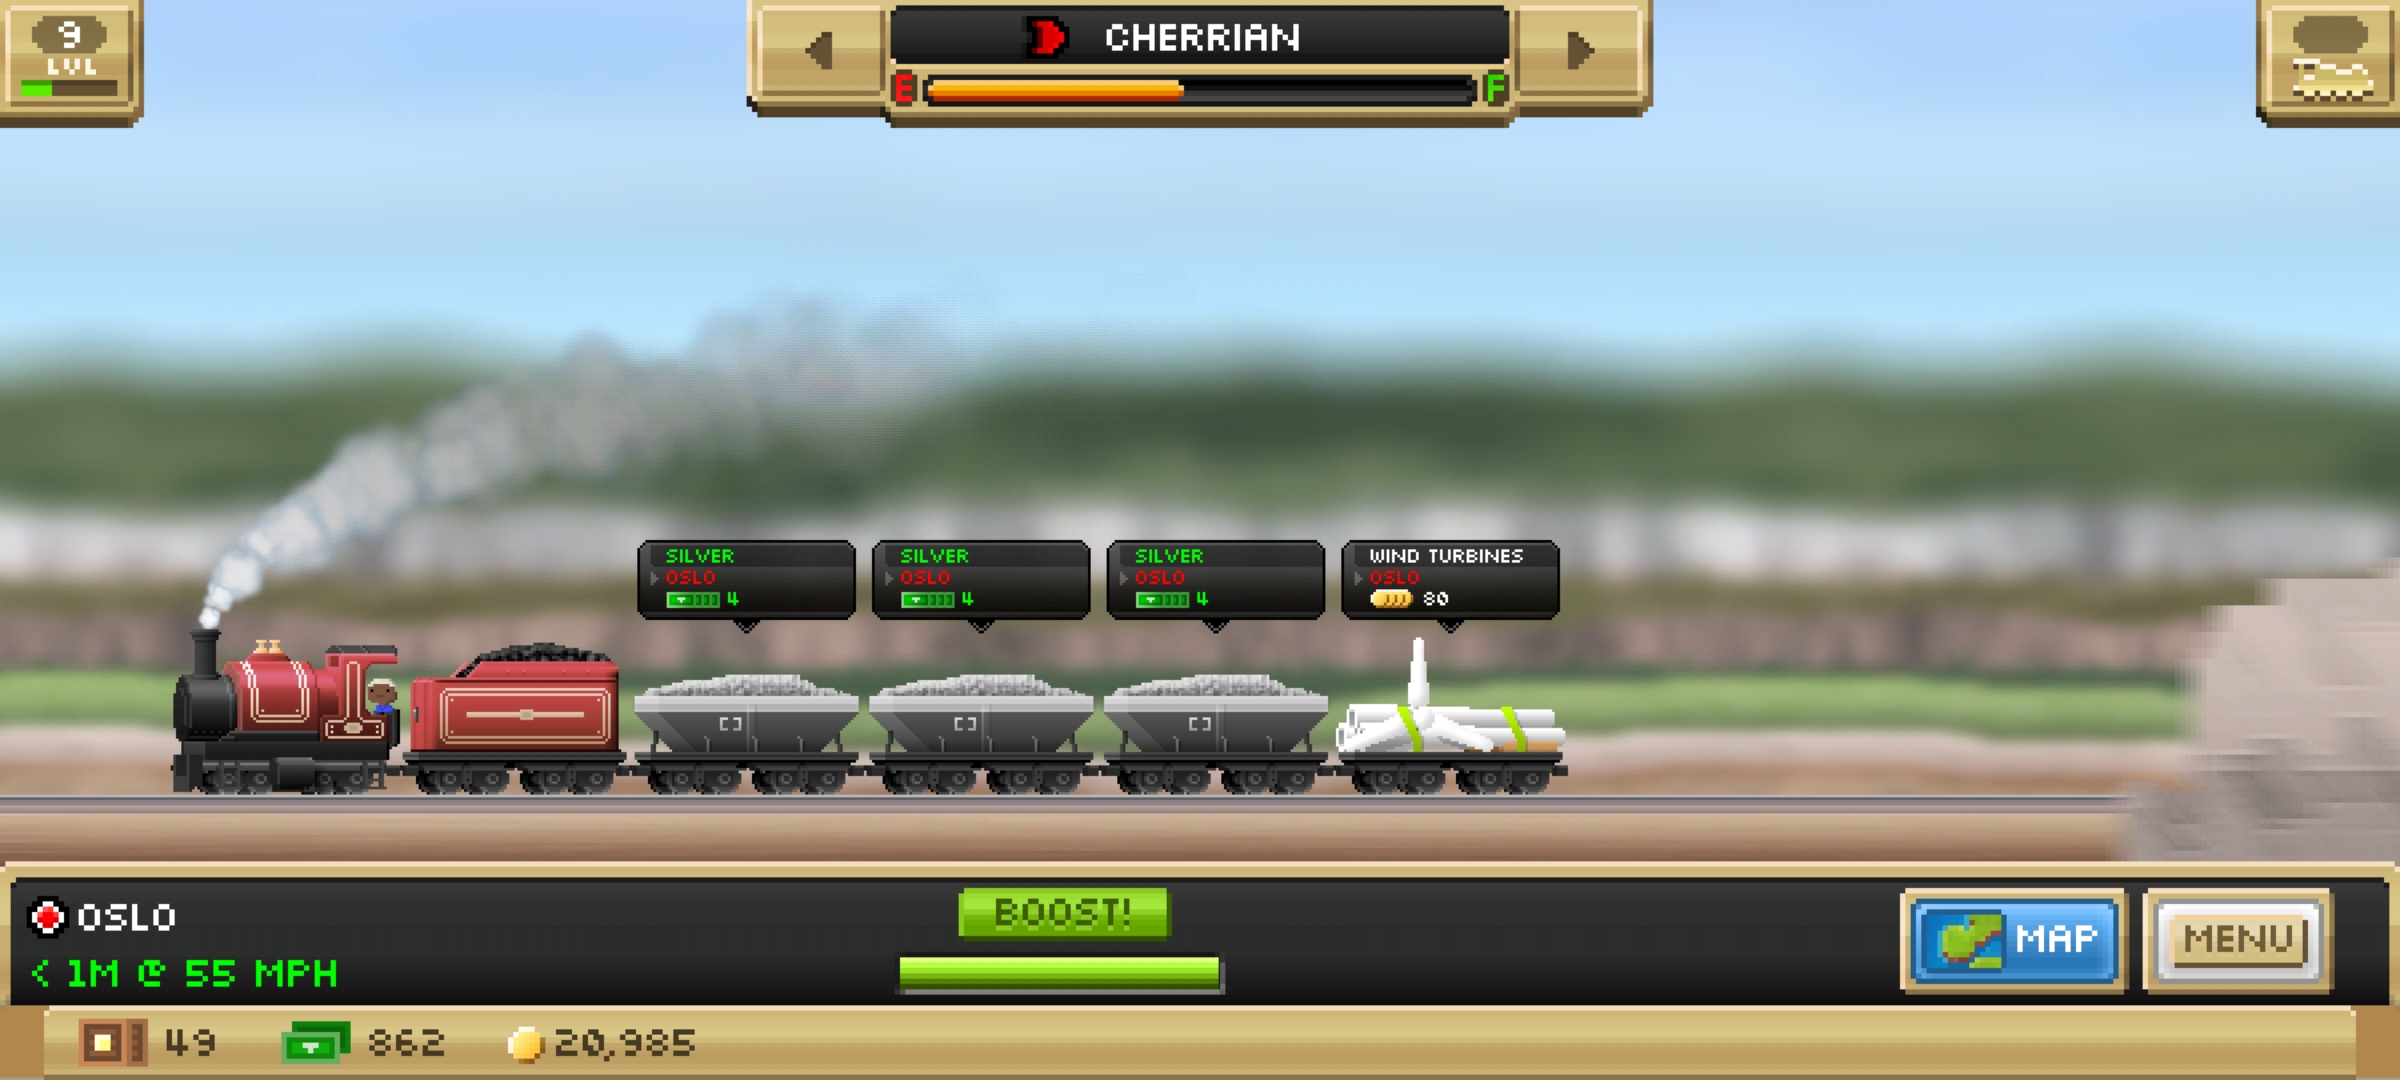 9
LVL
CHERRIAN
E F
SILVER
OSLO
4
SILVER
OSLO
4
SILVER
OSLO
4
WIND TURBINES
OSLO
80
OSLO
< 1M @ 55 MPH
BOOST!
MAP
MENU
49
862
20,985